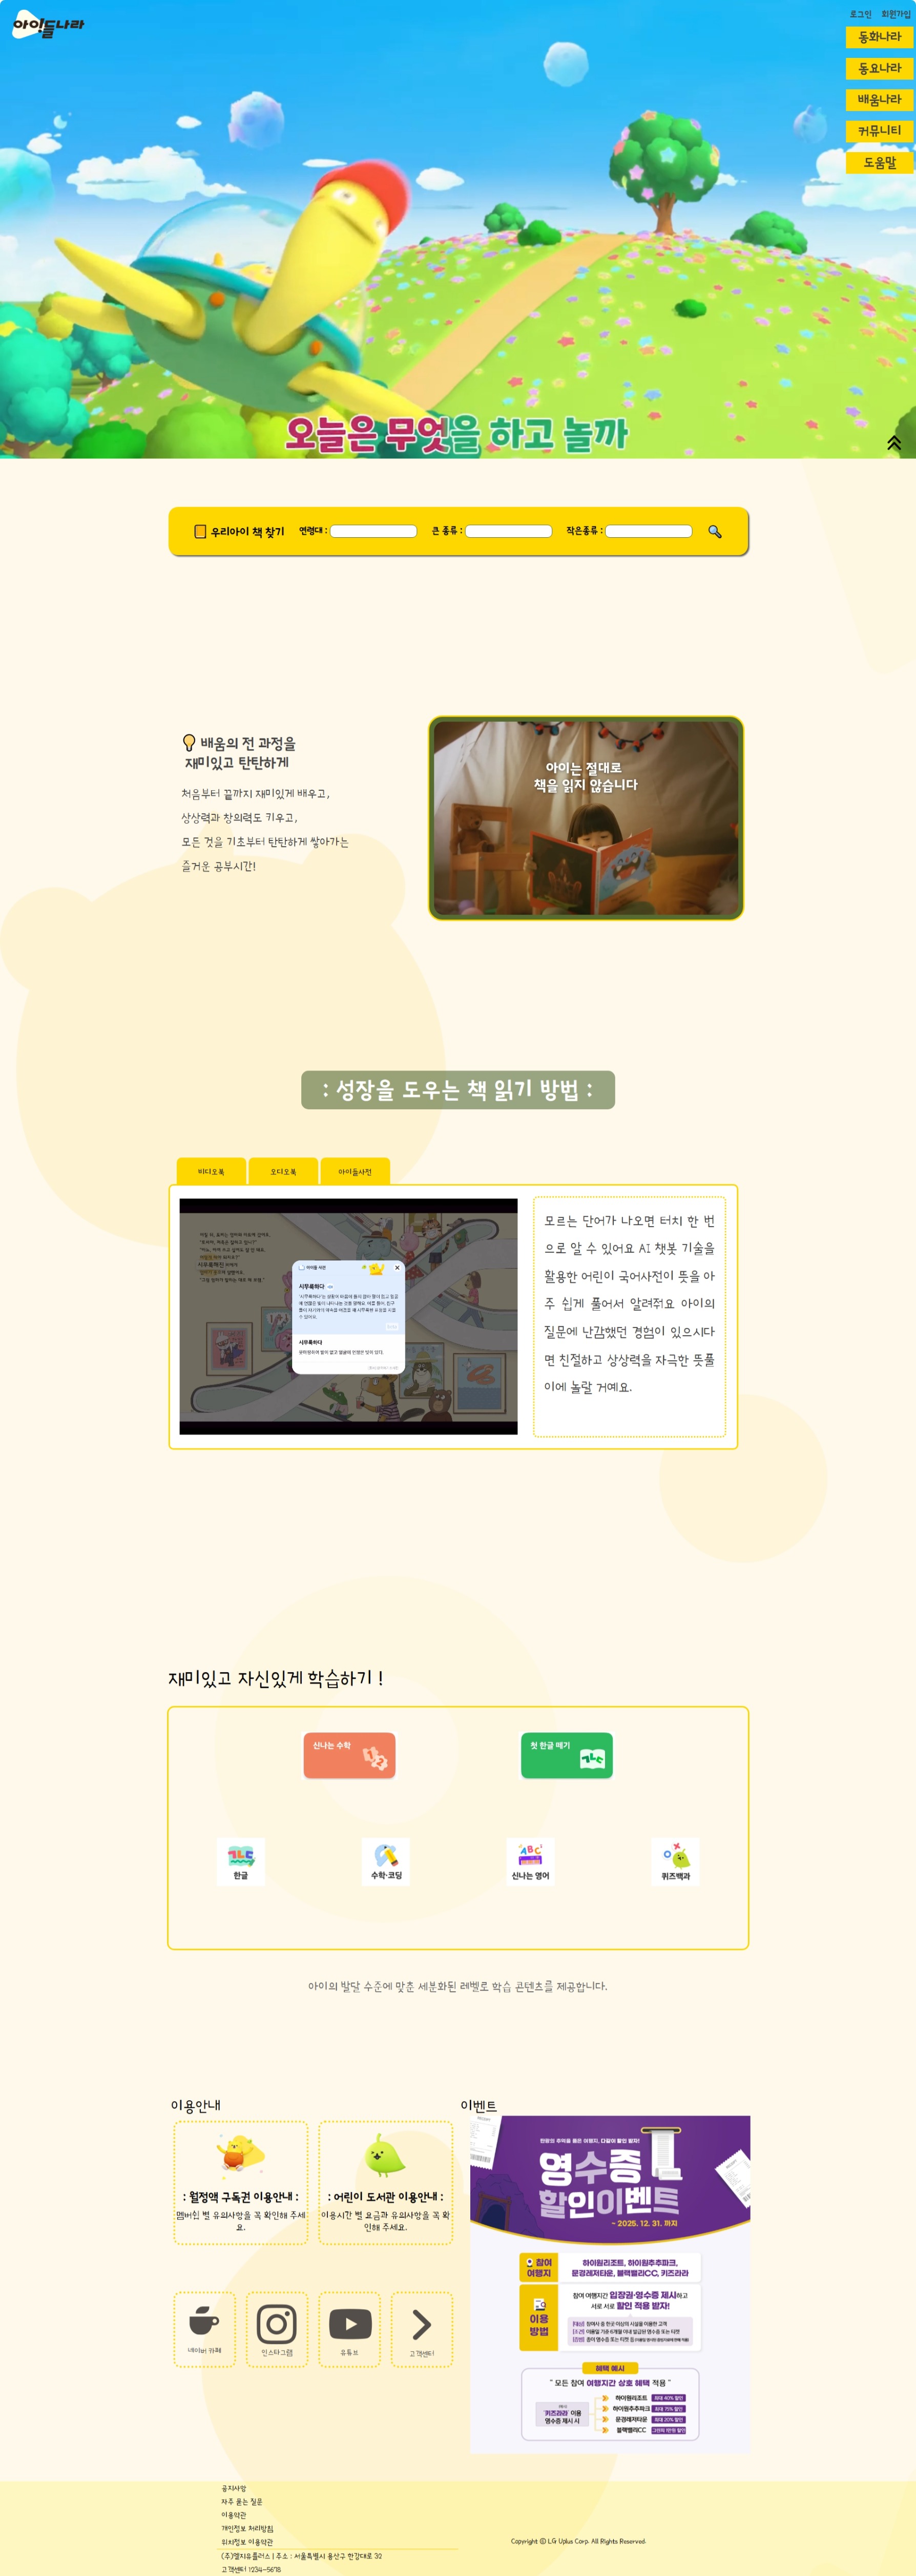 아이들나라
로그인 회원가입
동화나라
동요나라
배움나라
커뮤니티
도움말
오늘은 무엇을 하고 놀까
우리아이 책 찾기 연령대 : 큰 종류 : 작은종류 :
배움의 전 과정을
재미있고 탄탄하게
처음부터 끝까지 재미있게 배우고,
상상력과 창의력도 키우고,
모든 것을 기초부터 탄탄하게 쌓아가는
즐거운 공부시간!
아이는 절대로
책을 읽지 않습니다
: 성장을 도우는 책 읽기 방법 :
비디오북 오디오북 아이들사전
아이들 사전
시무룩하다
시무룩하다
모르는 단어가 나오면 터치 한 번
으로 알 수 있어요 AI 챗봇 기술을
활용한 어린이 국어사전이 뜻을 아
주 쉽게 풀어서 알려줘요 아이의
질문에 난감했던 경험이 있으시다
면 친절하고 상상력을 자극한 뜻풀
이에 놀랄 거예요.
재미있고 자신있게 학습하기 !
신나는 수학
첫 한글 떼기
한글
수학·코딩
ABC
신나는 영어
퀴즈백과
아이의 발달 수준에 맞춘 세분화된 레벨로 학습 콘텐츠를 제공합니다.
이용안내
: 월정액 구독권 이용안내 :
멤버쉽 별 유의사항을 꼭 확인해 주세
요.
: 어린이 도서관 이용안내 :
이용시간 별 요금과 유의사항을 꼭 확
인해 주세요.
네이버 카페
인스타그램
유튜브
고객센터
이벤트
영수증
할인이벤트
~ 2025. 12. 31. 까지
참여
여행지
하이원리조트, 하이원추추파크,
문경레저타운, 블랙밸리CC, 키즈라라
이용
방법
참여 여행지간 입장권·영수증 제시하고
서로 서로 할인 적용 받자!
혜택 예시
" 모든 참여 여행지간 상호 혜택 적용 "
키즈라라 이용
영수증 제시 시
하이원리조트 최대 40% 할인
하이원추추파크 최대 75% 할인
문경레저타운 최대 20% 할인
블랙밸리CC
공지사항
자주 묻는 질문
이용약관
개인정보 처리방침
위치정보 이용약관
(주)엘지유플러스 | 주소 : 서울특별시 용산구 한강대로 32
고객센터 1234-5678
Copyright ⓒ LG Uplus Corp. All Rights Reserved.